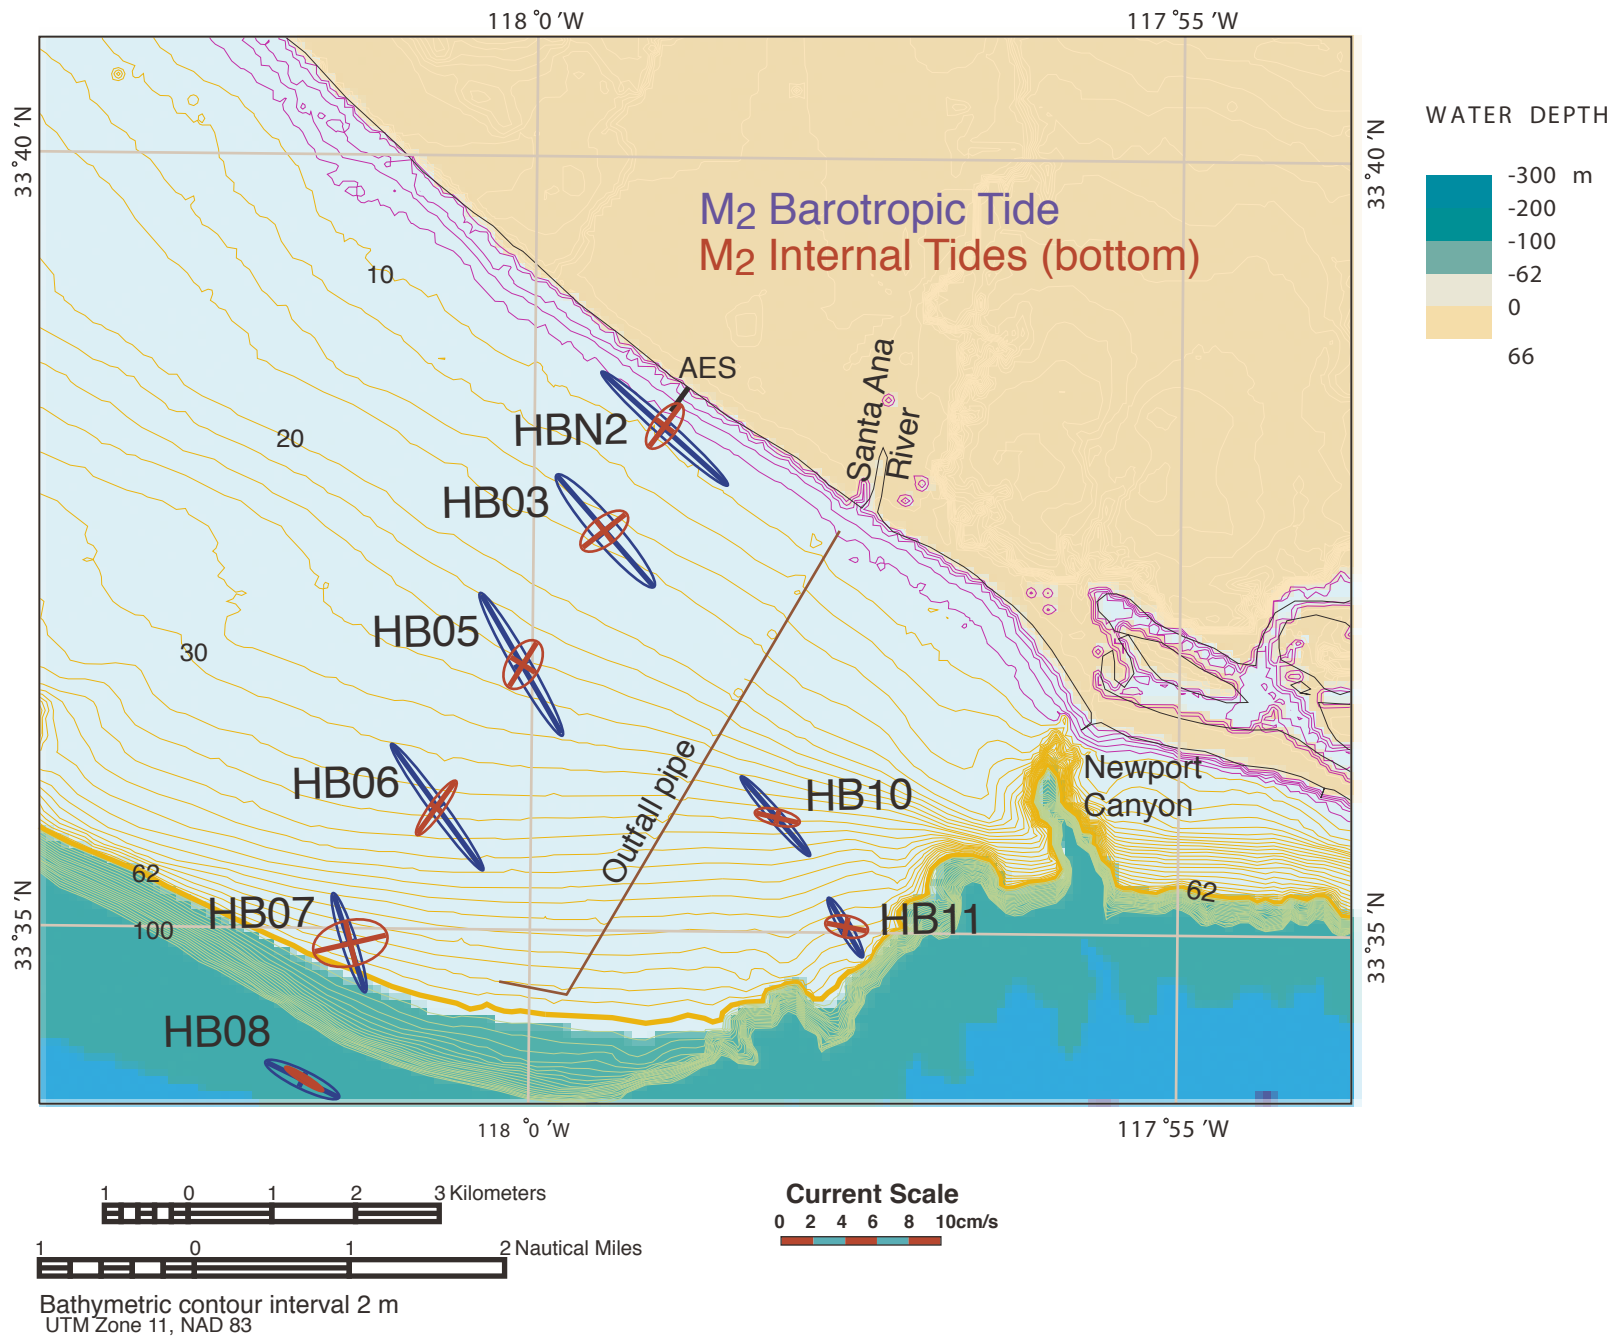 118 °0 ′W
117 °55 ′W
33 °40 ′N
33 °40 ′N
WATER DEPTH
-300 m
-200
-100
-62
0
66
M2 Barotropic Tide
M2 Internal Tides (bottom)
10
AES
Santa Ana
River
HBN2
20
HB03
HB05
30
HB06
Outfall pipe
HB10
Newport
Canyon
62
62
HB07
100
HB11
33 °35 ′N
33 °35 ′N
HB08
118 °0 ′W
117 °55 ′W
1 0 1 2 3 Kilometers
1 0 1 2 Nautical Miles
Current Scale
0 2 4 6 8 10cm/s
Bathymetric contour interval 2 m
UTM Zone 11, NAD 83